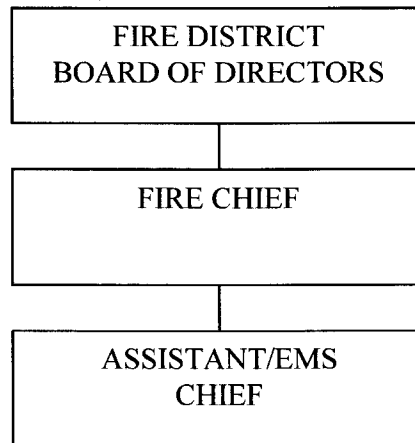 FIRE DISTRICT
BOARD OF DIRECTORS
FIRE CHIEF
ASSISTANT/EMS
CHIEF